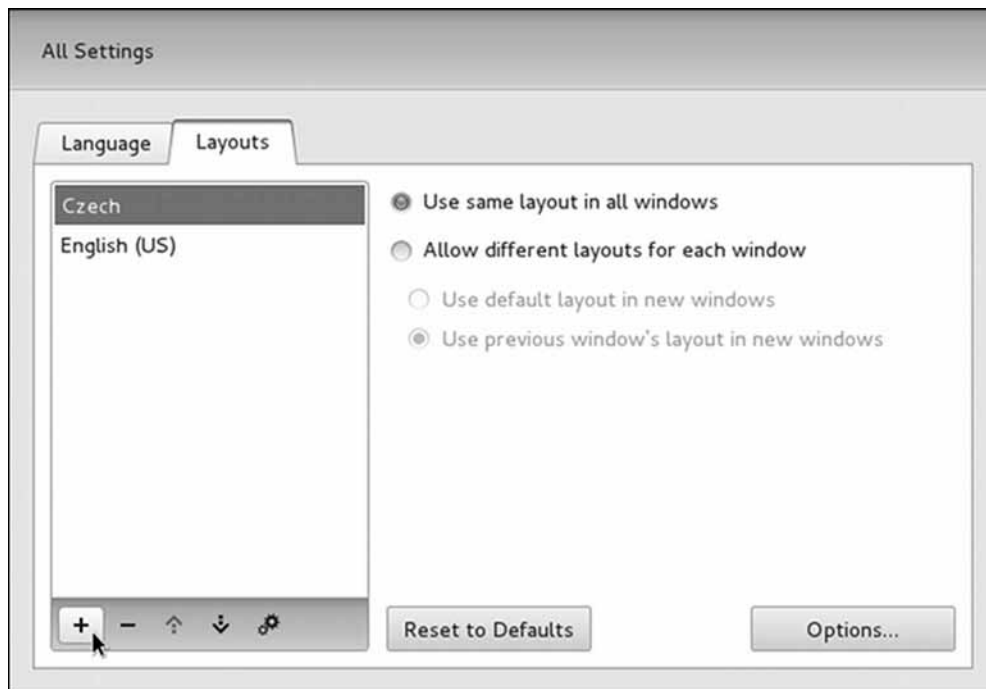 All Settings
Language
Layouts
Czech
English (US)
Use same layout in all windows
Allow different layouts for each window
Use default layout in new windows
Use previous window's layout in new windows
Reset to Defaults
Options...